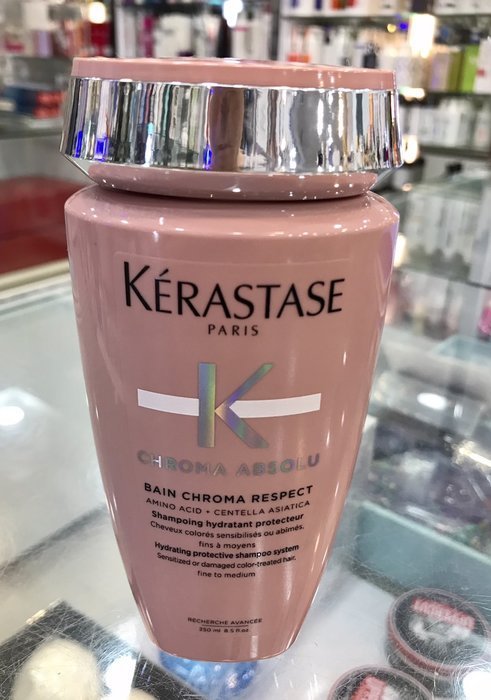 KÉRASTASE
PARIS
K
CHROMA ABSOLU
BAIN CHROMA RESPECT
AMINO ACID + CENTELLA ASIATICA
Shampoing hydratant protecteur
Cheveux colorés sensibilisés ou abîmés,
fins à moyens
Hydrating protective shampoo system
Sensitized or damaged color-treated hair,
fine to medium
RECHERCHE AVANCÉE
250 ml 8.5 fl.oz